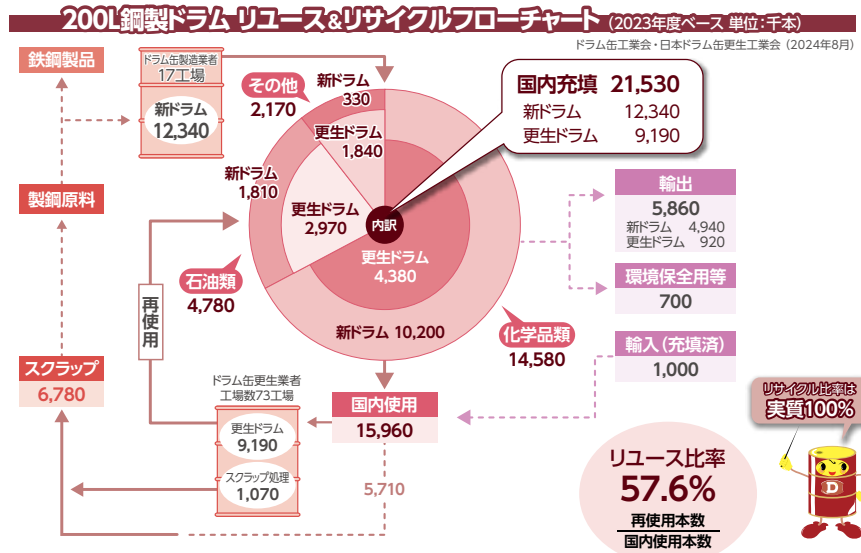 200L鋼製ドラム リユース&リサイクルフローチャート (2023年度ベース 単位:千本)
ドラム缶工業会・日本ドラム缶更生工業会 (2024年8月)
鉄鋼製品
ドラム缶製造業者
17工場
新ドラム
12,340
その他
2,170
新ドラム
330
更生ドラム
1,840
国内充填 21,530
新ドラム 12,340
更生ドラム 9,190
製鋼原料
新ドラム
1,810
更生ドラム
2,970
内訳
更生ドラム
4,380
石油類
4,780
新ドラム 10,200
化学品類
14,580
輸出
5,860
新ドラム 4,940
更生ドラム 920
環境保全用等
700
輸入(充填済)
1,000
再使用
スクラップ
6,780
ドラム缶更生業者
工場数73工場
更生ドラム
9,190
スクラップ処理
1,070
国内使用
15,960
5,710
リユース比率
57.6%
再使用本数
国内使用本数
リサイクル比率は
実質100%
D